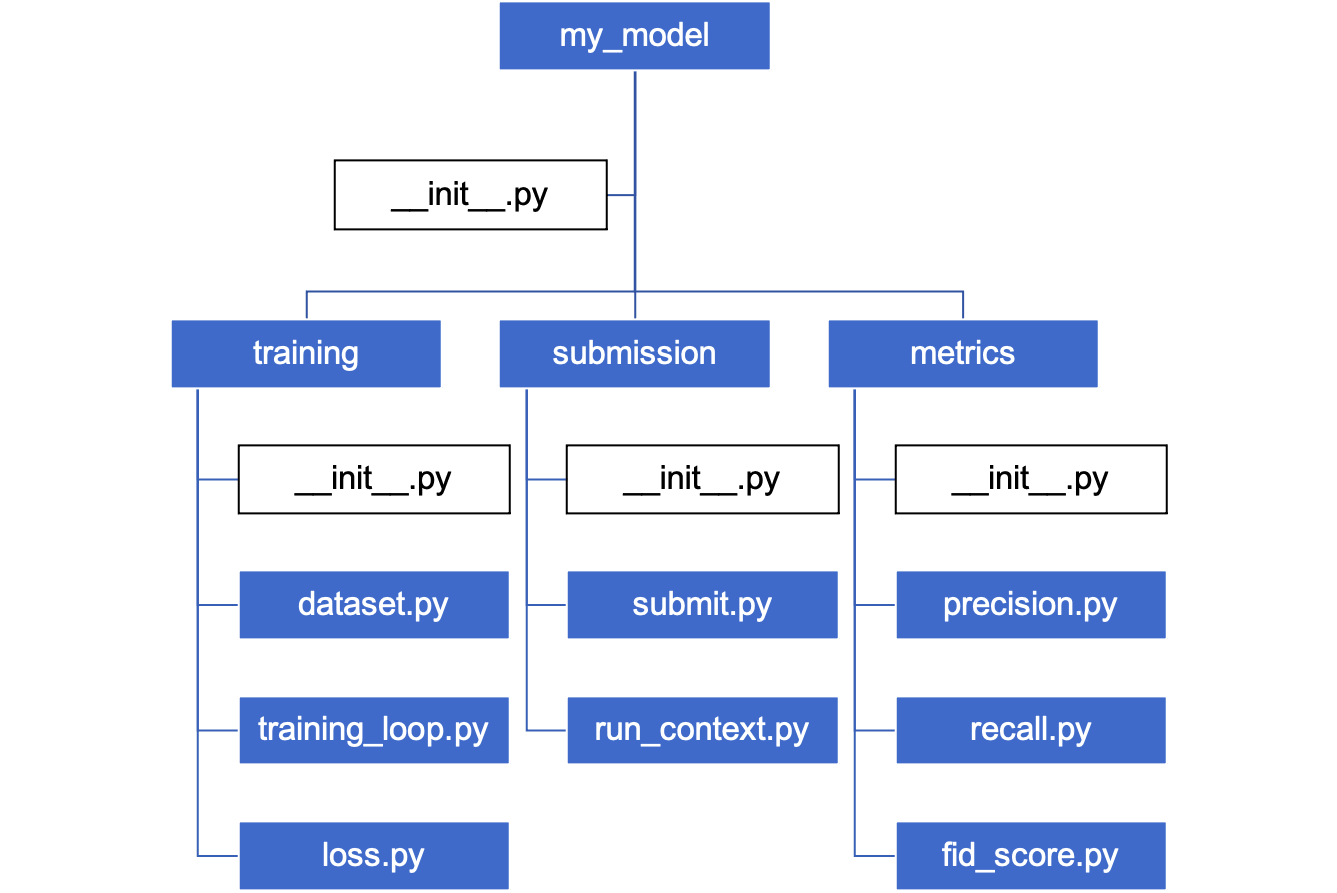 my_model
__init__.py
training
submission
metrics
__init__.py
__init__.py
__init__.py
dataset.py
submit.py
precision.py
training_loop.py
run_context.py
recall.py
loss.py
fid_score.py